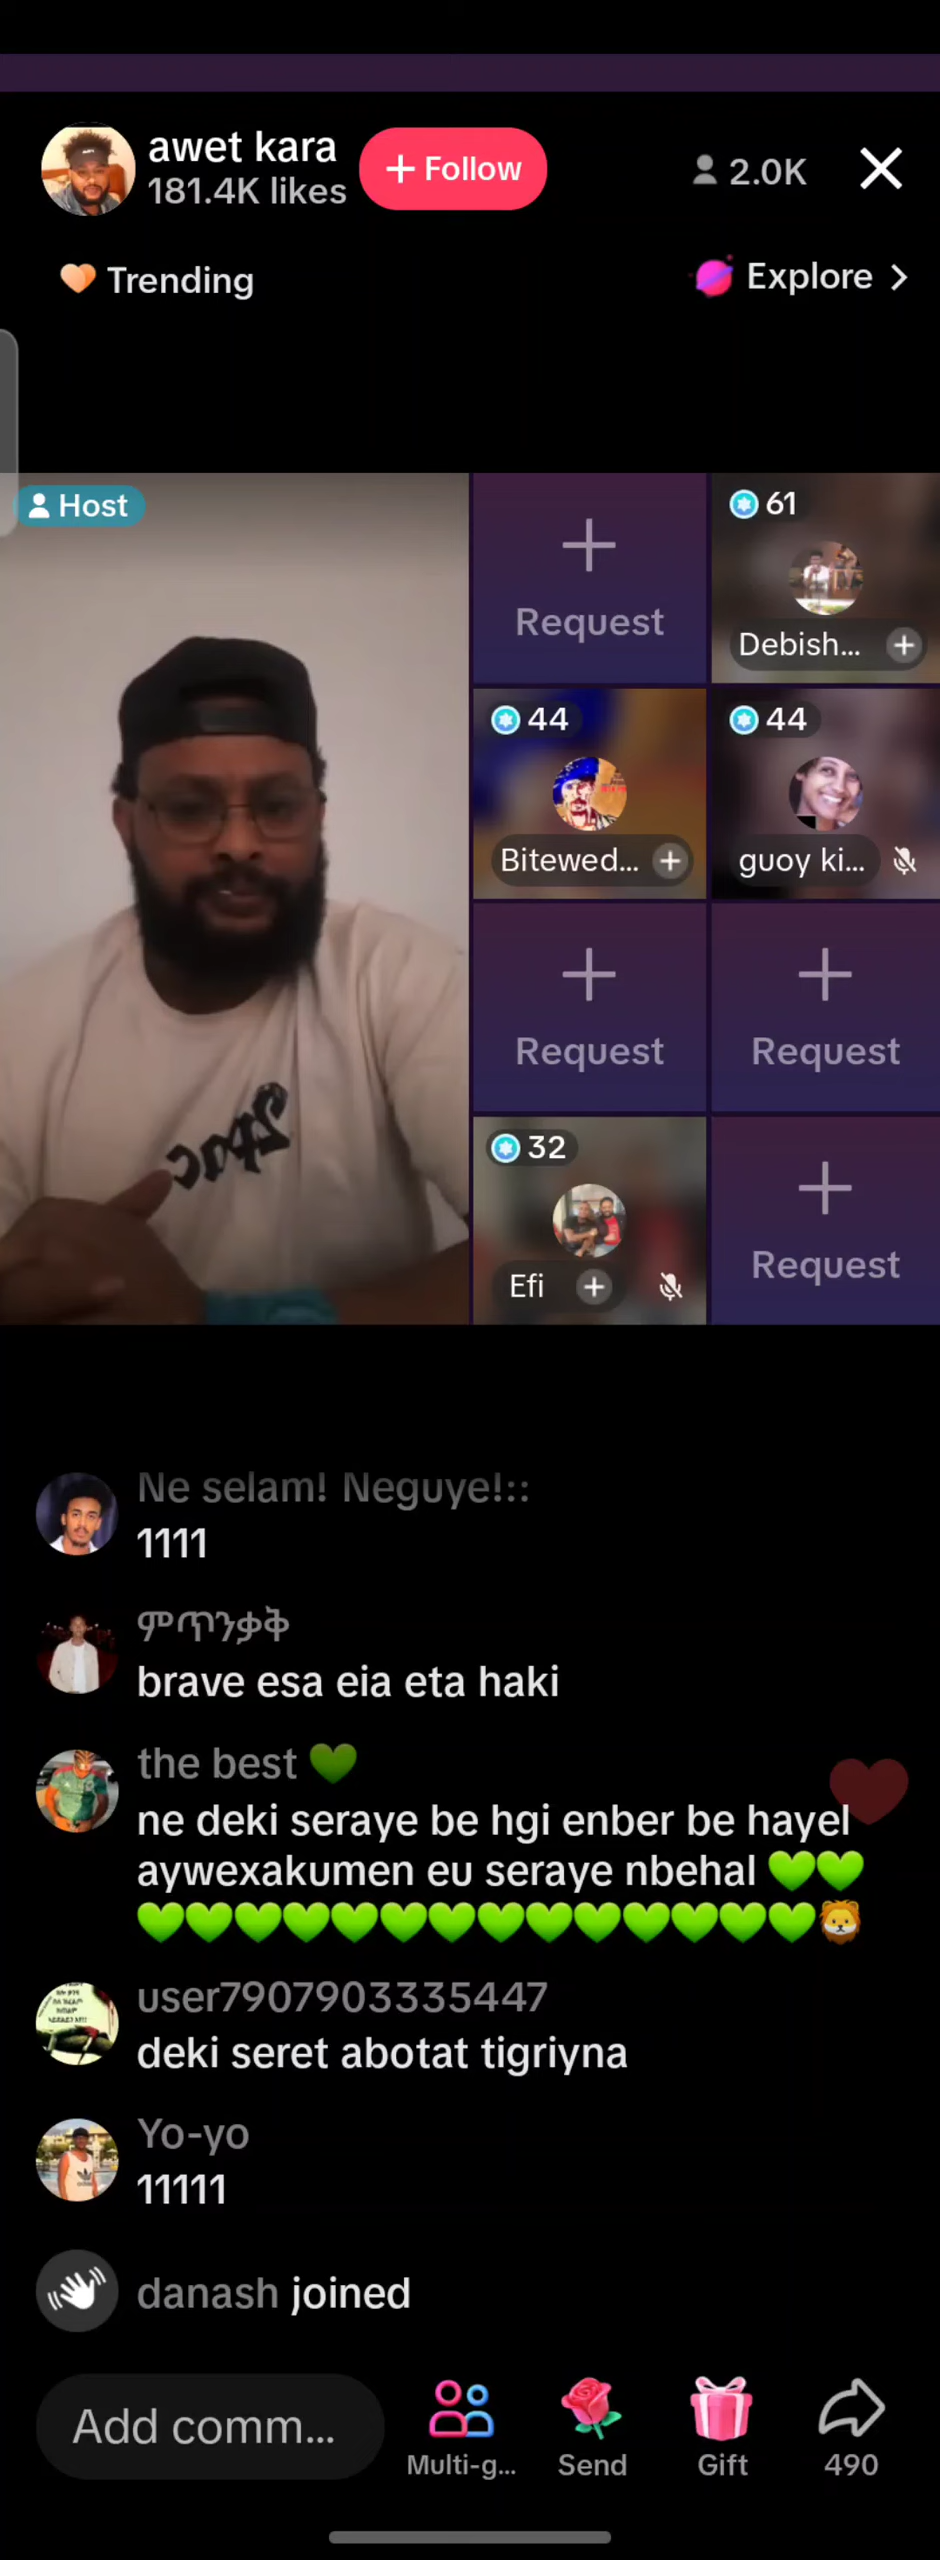 awet kara
181.4K likes
+ Follow
2.0K
Trending
Explore
Host
Request
61
Debish...
44
Bitewed...
44
guoy ki...
Request
Request
32
Efi
Request
2pac
Ne selam! Neguye!::
1111
ምጥንቃቅ
brave esa eia eta haki
the best 💚
ne deki seraye be hgi enber be hayel
aywexakumen eu seraye nbehal 💚💚
💚💚💚💚💚💚💚💚💚💚💚💚💚💚🦁
user7907903335447
deki seret abotat tigriyna
Yo-yo
11111
danash joined
Add comm...
Multi-g...
Send
Gift
490